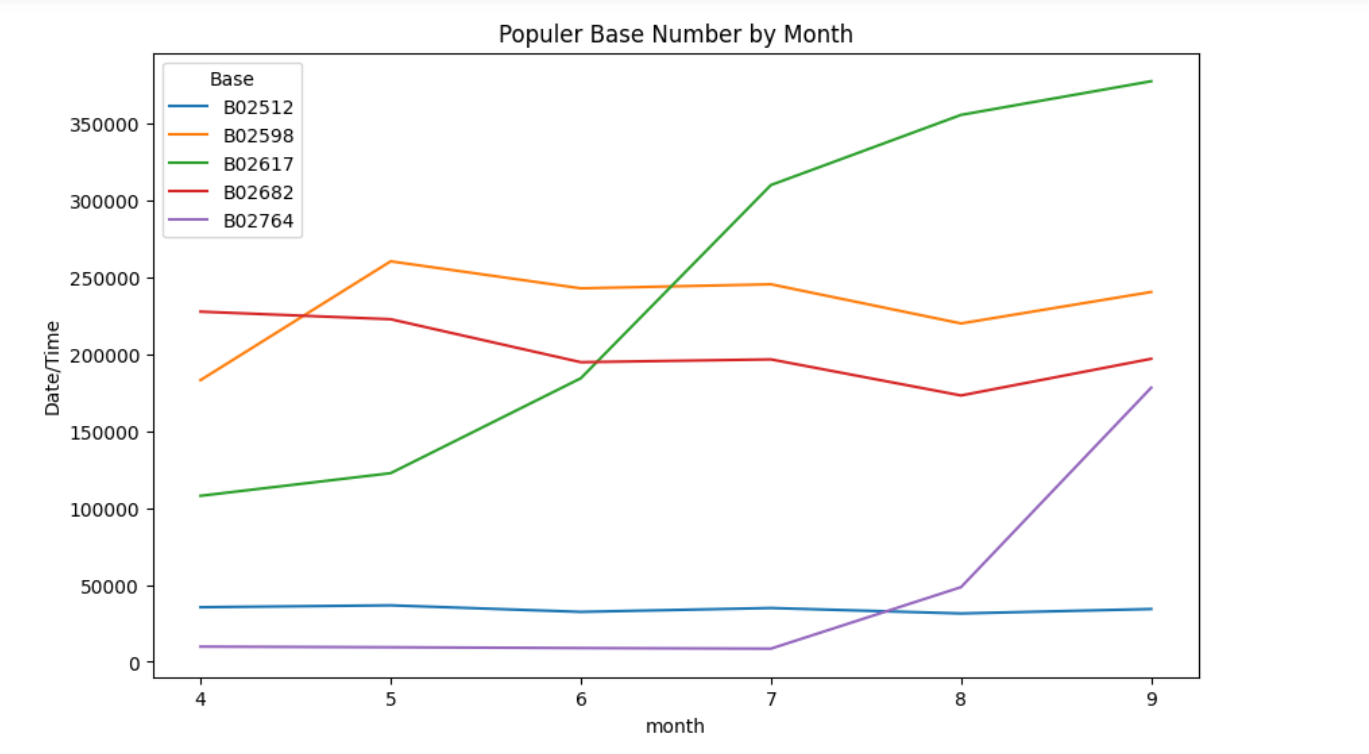 Populer Base Number by Month
Base
B02512
B02598
B02617
B02682
B02764
350000
300000
250000
200000
150000
100000
50000
0
Date/Time
4 5 6 7 8 9
month